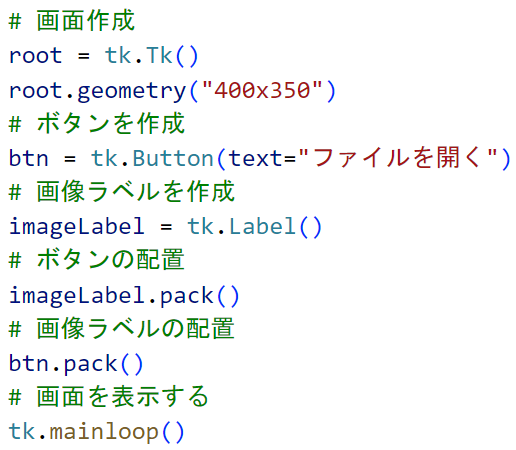 # 画面作成
root = tk.Tk()
root.geometry("400x350")
# ボタンを作成
btn = tk.Button(text="ファイルを開く")
# 画像ラベルを作成
imageLabel = tk.Label()
# ボタンの配置
imageLabel.pack()
# 画像ラベルの配置
btn.pack()
# 画面を表示する
tk.mainloop()